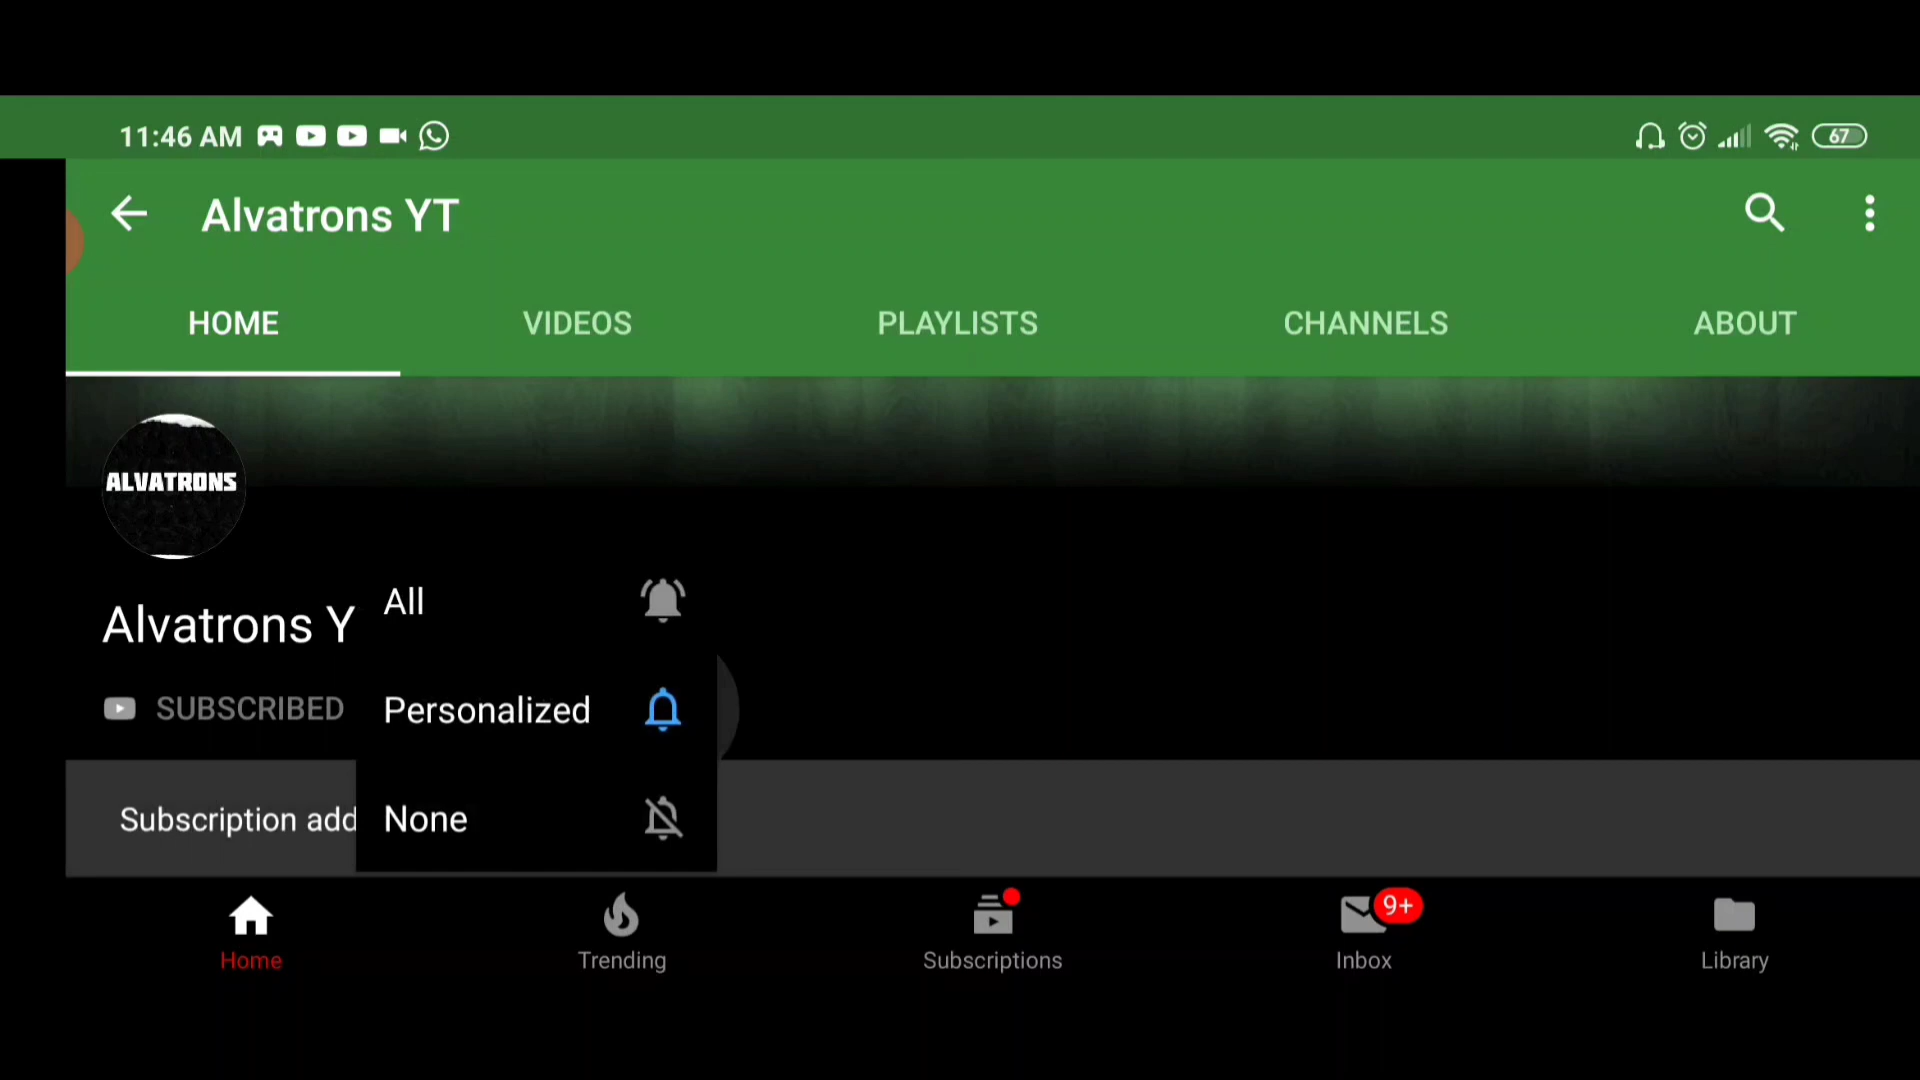 11:46 AM
67
Alvatrons YT
HOME
VIDEOS
PLAYLISTS
CHANNELS
ABOUT
ALVATRONS
Alvatrons Y
All
SUBSCRIBED
Personalized
Subscription add
None
Home
Trending
Subscriptions
9+
Inbox
Library